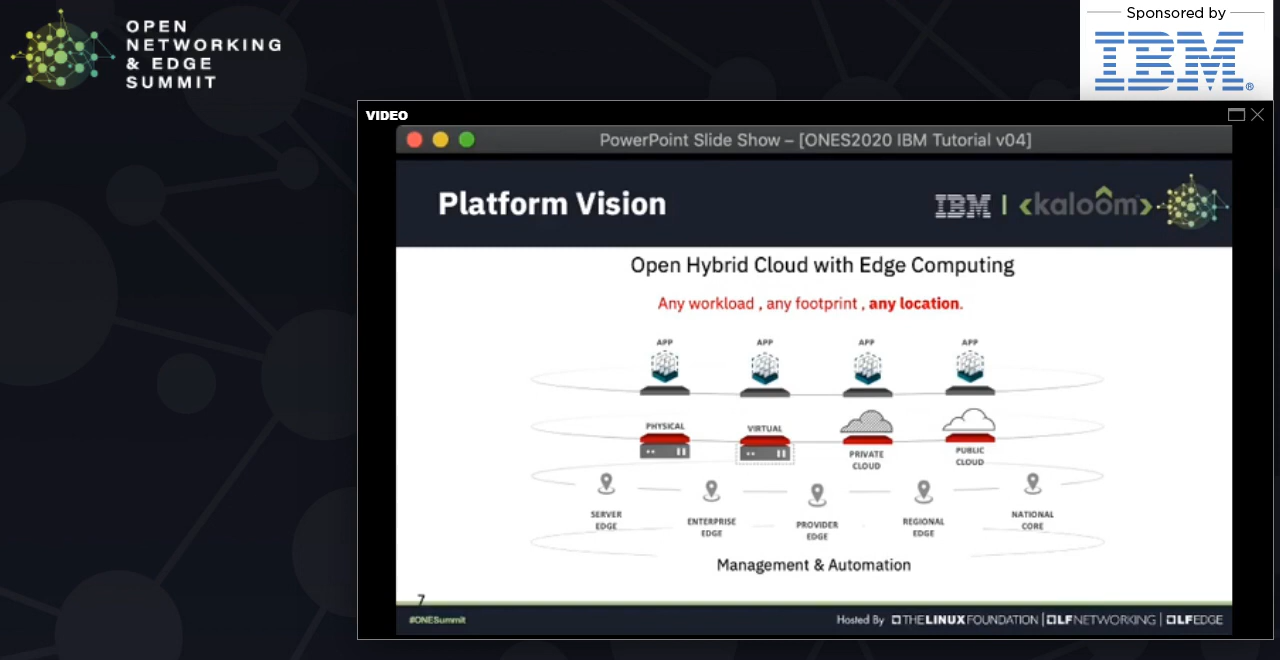 OPEN
NETWORKING
& EDGE
SUMMIT
Sponsored by
IBM®
VIDEO
PowerPoint Slide Show – [ONES2020 IBM Tutorial v04]
Platform Vision
IBM | <kaloom>
Open Hybrid Cloud with Edge Computing
Any workload , any footprint , any location.
APP APP APP APP
PHYSICAL VIRTUAL
PRIVATE
CLOUD
PUBLIC
CLOUD
SERVER
EDGE
ENTERPRISE
EDGE
PROVIDER
EDGE
REGIONAL
EDGE
NATIONAL
CORE
Management & Automation
7
#ONESummit
Hosted By THE LINUX FOUNDATION | LF NETWORKING | LF EDGE